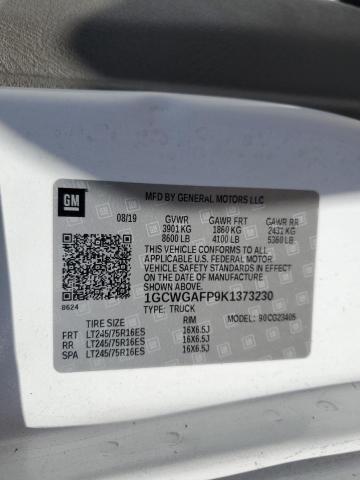 GM
MFD BY GENERAL MOTORS LLC
08/19 GVWR GAWR FRT GAWR RR
3901 KG 1860 KG 2431 KG
8600 LB 4100 LB 5360 LB
THIS VEHICLE CONFORMS TO ALL APPLICABLE
U.S. FEDERAL MOTOR
VEHICLE SAFETY STANDARDS IN EFFECT
ON THE DATE OF MANUFACTURE
SHOWN ABOVE.
1GCWGAFP9K1373230
8624 TYPE: TRUCK
MODEL: 90CG23405
TIRE SIZE RIM
FRT LT245/75R16ES 16X6.5J
RR LT245/75R16ES 16X6.5J
SPA LT245/75R16ES 16X6.5J